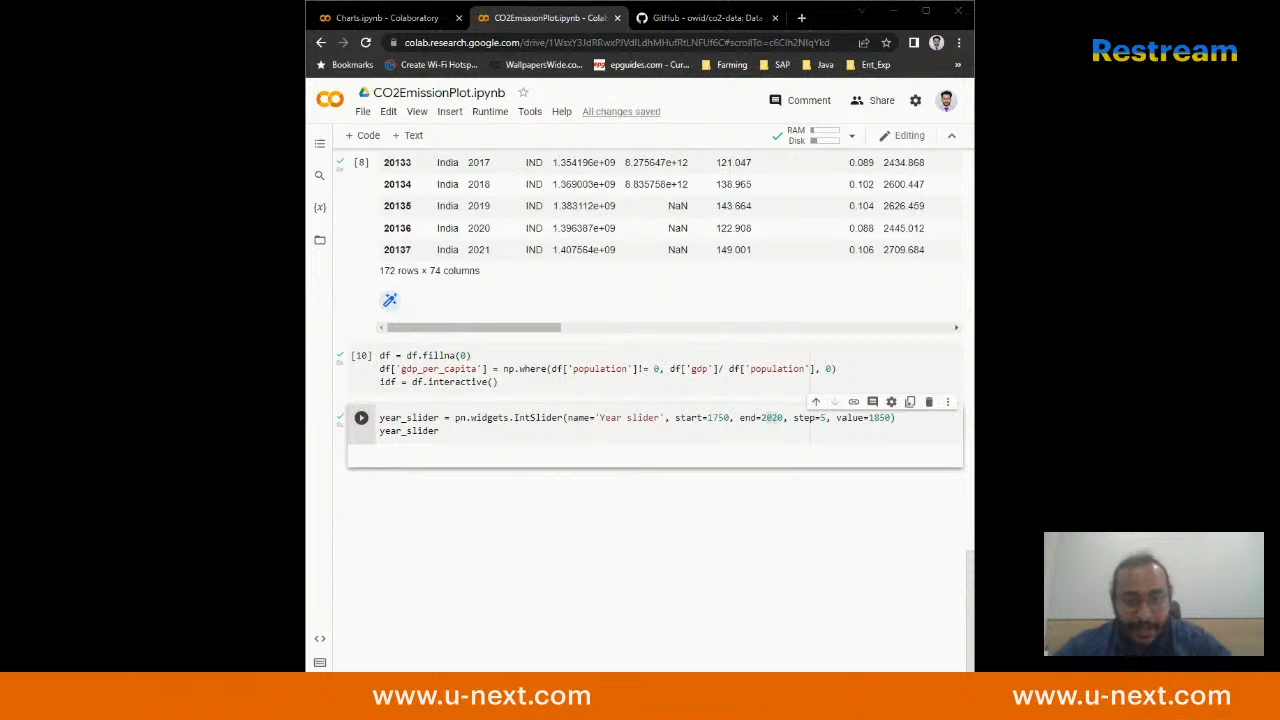 Charts.ipynb - Colaboratory
CO2EmissionPlot.ipynb - Colab
GitHub - owid/co2-data: Data
Restream
Bookmarks
Create Wi-Fi Hotsp...
WallpapersWide.co...
epguides.com - Cur...
Farming
SAP
Java
Ent_Exp
»
CO2EmissionPlot.ipynb
Comment
Share
File Edit View Insert Runtime Tools Help All changes saved
+ Code + Text
RAM
Disk
Editing
[8]
20133 India 2017 IND 1.354196e+09 8.275647e+12 121.047 0.089 2434.868
20134 India 2018 IND 1.369003e+09 8.835758e+12 138.965 0.102 2600.447
20135 India 2019 IND 1.383112e+09 NaN 143.664 0.104 2626.459
20136 India 2020 IND 1.396387e+09 NaN 122.908 0.088 2445.012
20137 India 2021 IND 1.407564e+09 NaN 149.001 0.106 2709.684
172 rows × 74 columns
[10] df = df.fillna(0)
df['gdp_per_capita'] = np.where(df['population']!= 0, df['gdp']/ df['population'], 0)
idf = df.interactive()
year_slider = pn.widgets.IntSlider(name='Year slider', start=1750, end=2020, step=5, value=1850)
year_slider
www.u-next.com
www.u-next.com